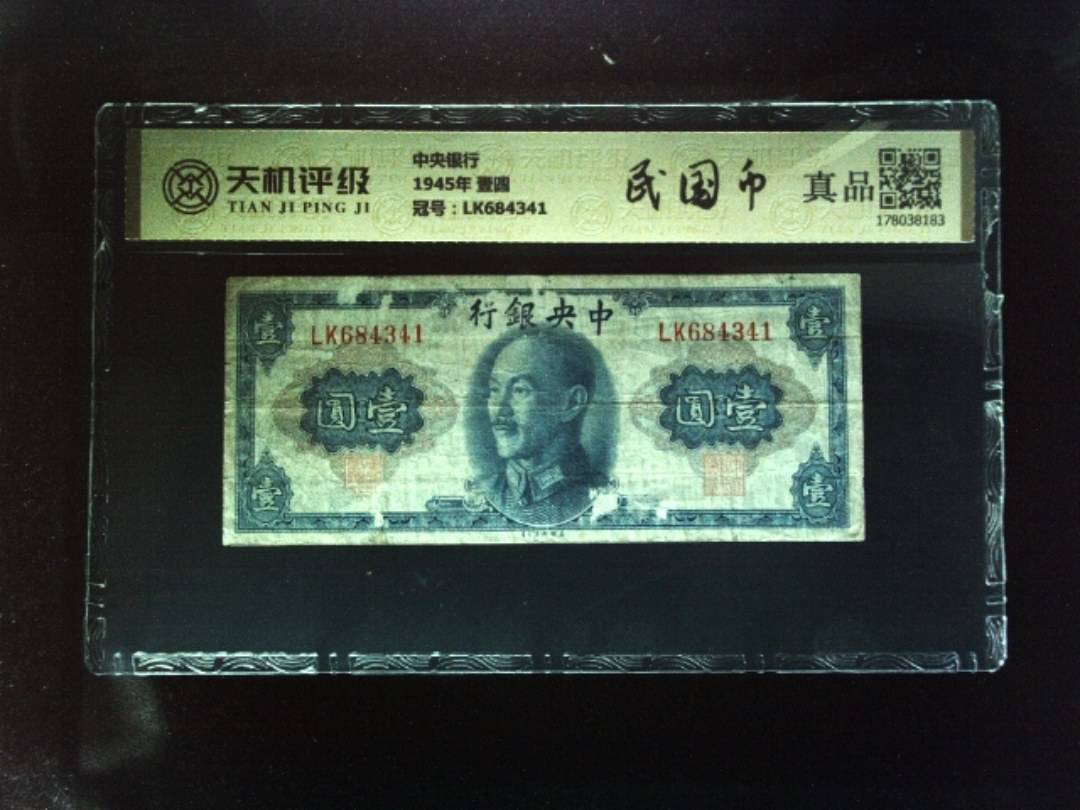 天机评级
TIAN JI PING JI
中央银行
1945年 壹圆
冠号：LK684341
民国币
真品
178038183
行銀央中
LK684341
LK684341
壹
壹
圓壹
圓壹
壹
壹